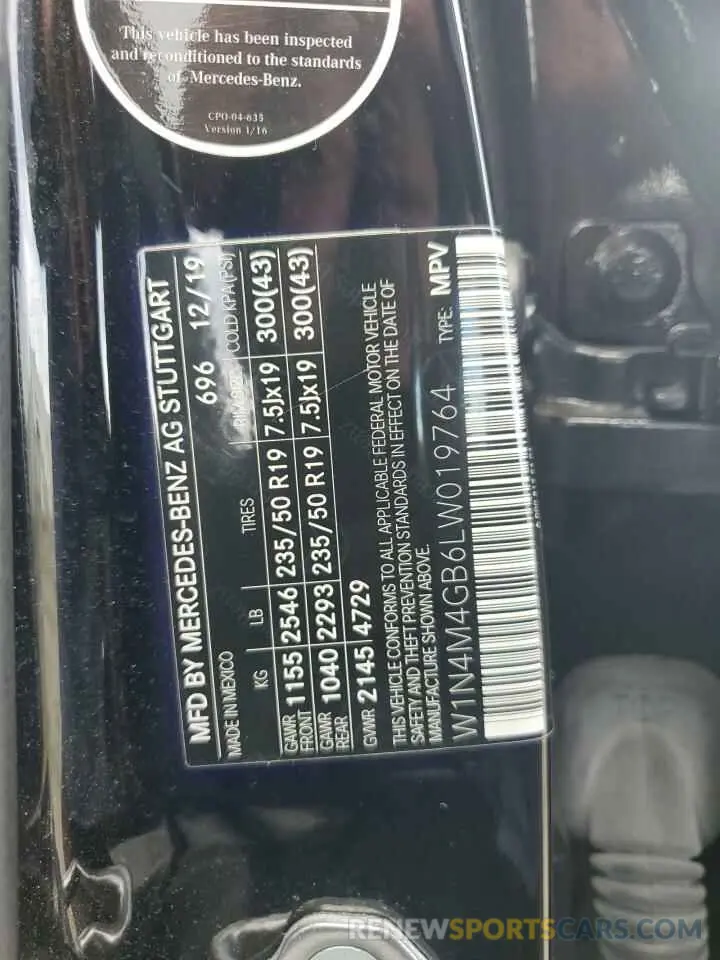 This vehicle has been inspected
and reconditioned to the standards
of Mercedes-Benz.
CPO-04-635
Version 1/16
MFD BY MERCEDES-BENZ AG STUTTGART
MADE IN MEXICO 696 12/19
KG LB TIRES COLD KPA(PSI)
GAWR FRONT 1155 2546 235/50 R19 7.5Jx19 300(43)
GAWR REAR 1040 2293 235/50 R19 7.5Jx19 300(43)
GVWR 2145 4729
THIS VEHICLE CONFORMS TO ALL APPLICABLE FEDERAL MOTOR VEHICLE
SAFETY AND THEFT PREVENTION STANDARDS IN EFFECT ON THE DATE OF
MANUFACTURE SHOWN ABOVE.
W1N4M4GB6LW019764 TYPE: MPV
RENEWSPORTSCARS.COM